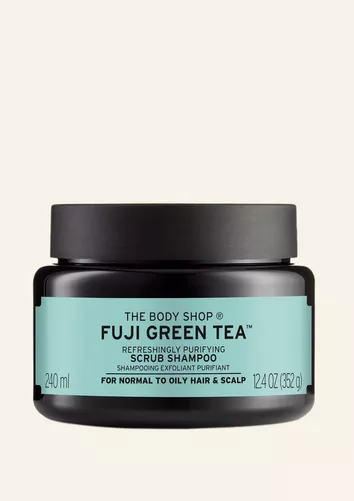 THE BODY SHOP ®
FUJI GREEN TEA™
REFRESHINGLY PURIFYING
SCRUB SHAMPOO
SHAMPOOING EXFOLIANT PURIFIANT
240 ml
FOR NORMAL TO OILY HAIR & SCALP
12.4 OZ (352 g)